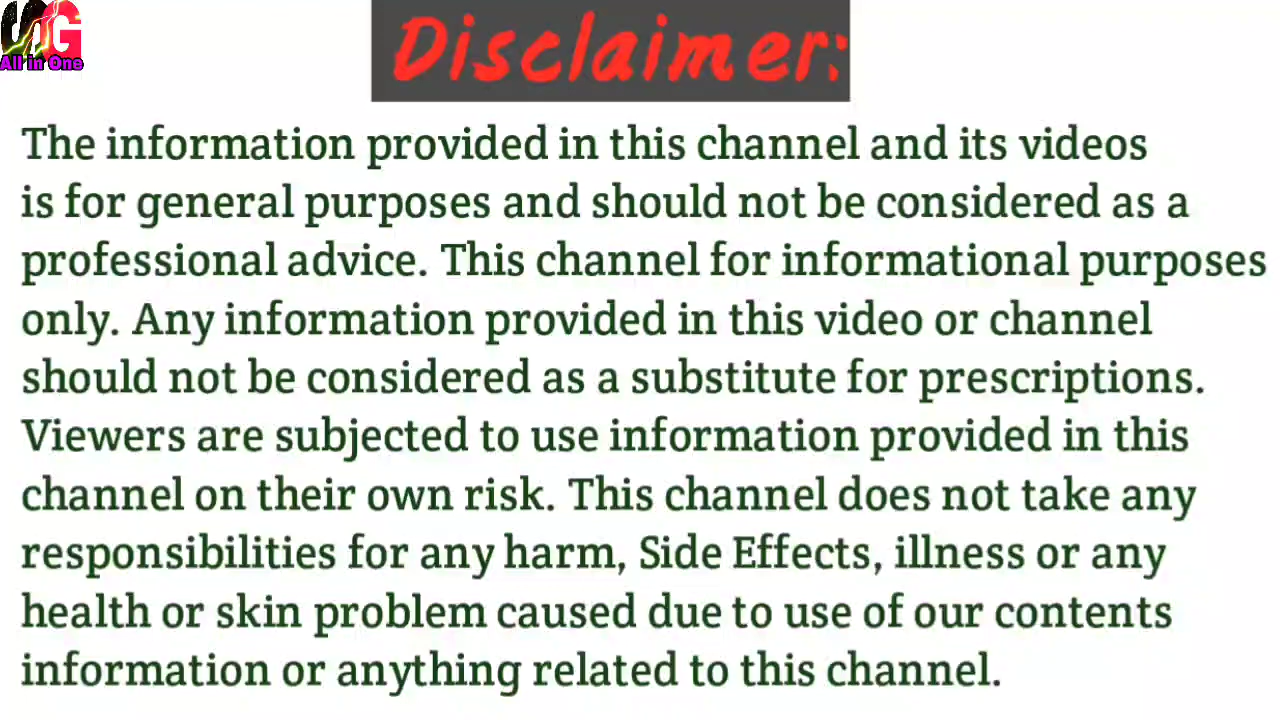 SG
All in One
Disclaimer:
The information provided in this channel and its videos
is for general purposes and should not be considered as a
professional advice. This channel for informational purposes
only. Any information provided in this video or channel
should not be considered as a substitute for prescriptions.
Viewers are subjected to use information provided in this
channel on their own risk. This channel does not take any
responsibilities for any harm, Side Effects, illness or any
health or skin problem caused due to use of our contents
information or anything related to this channel.